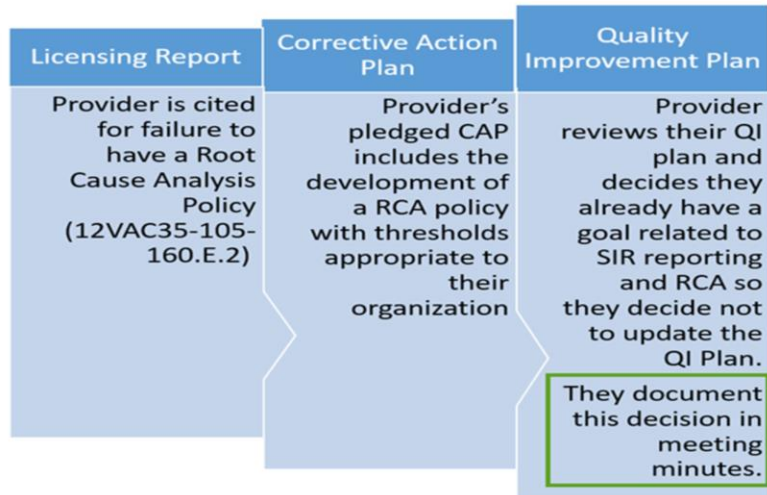 Licensing Report
Provider is cited
for failure to
have a Root
Cause Analysis
Policy
(12VAC35-105-
160.E.2)
Corrective Action
Plan
Provider's
pledged CAP
includes the
development of
a RCA policy
with thresholds
appropriate to
their
organization
Quality
Improvement Plan
Provider
reviews their QI
plan and
decides they
already have a
goal related to
SIR reporting
and RCA so
they decide not
to update the
QI Plan.
They document
this decision in
meeting
minutes.